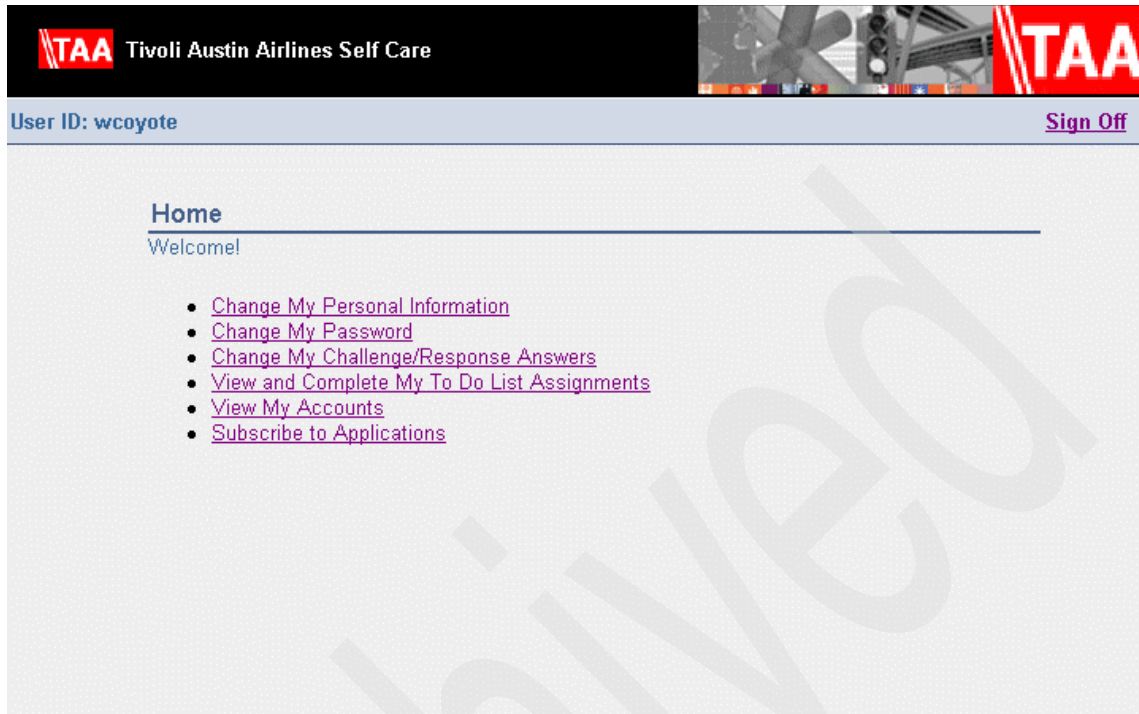 TAA Tivoli Austin Airlines Self Care
TAA
User ID: wcoyote
Sign Off
Home
Welcome!
Change My Personal Information
Change My Password
Change My Challenge/Response Answers
View and Complete My To Do List Assignments
View My Accounts
Subscribe to Applications
hived